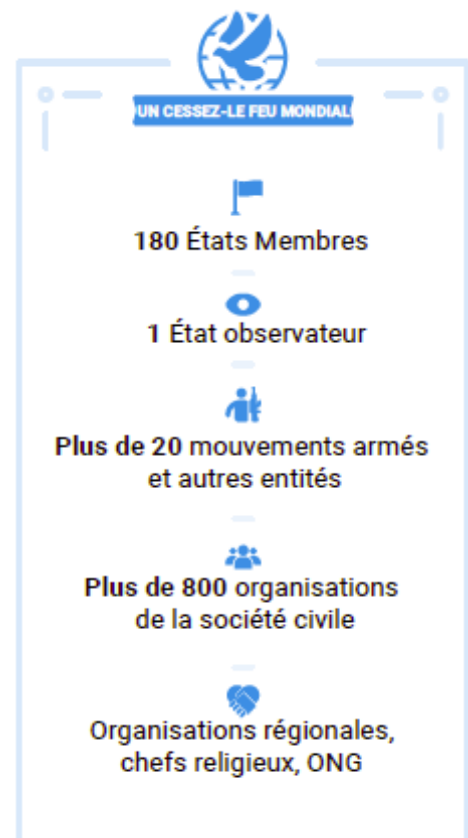 UN CESSEZ-LE FEU MONDIAL
180 États Membres
1 État observateur
Plus de 20 mouvements armés
et autres entités
Plus de 800 organisations
de la société civile
Organisations régionales,
chefs religieux, ONG